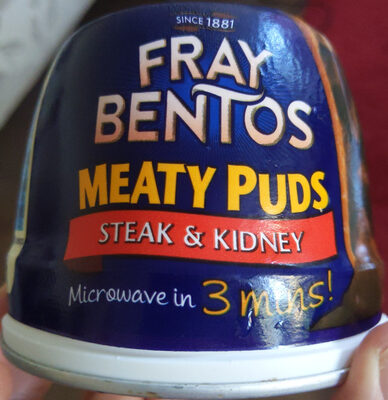 SINCE 1881
FRAY
BENTOS
MEATY PUDS
STEAK & KIDNEY
Microwave in 3 mins!